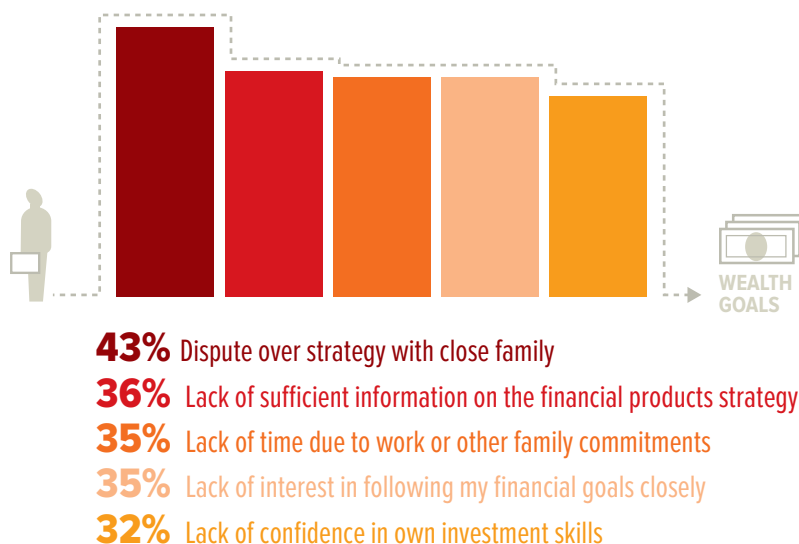 WEALTH
GOALS
43% Dispute over strategy with close family
36% Lack of sufficient information on the financial products strategy
35% Lack of time due to work or other family commitments
35% Lack of interest in following my financial goals closely
32% Lack of confidence in own investment skills